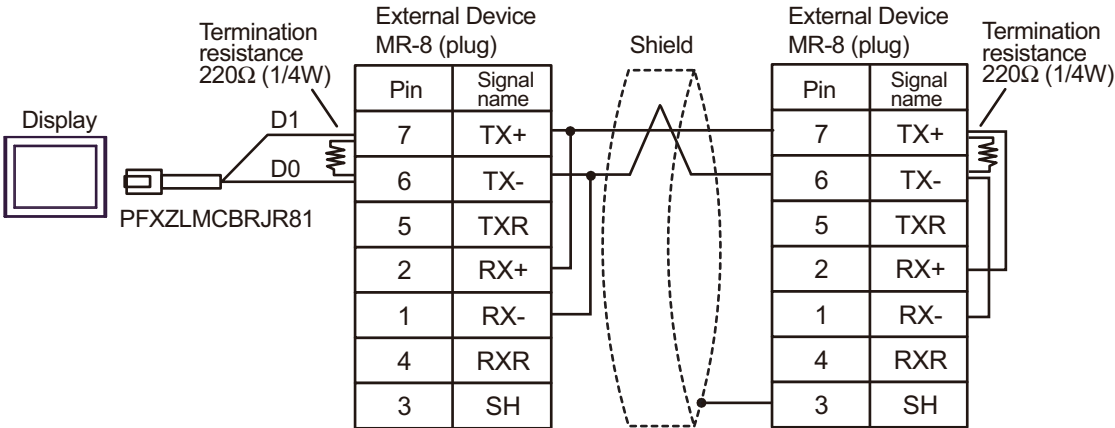 Display
PFXZLMCBRJR81
D1
D0
Termination
resistance
220Ω (1/4W)
External Device
MR-8 (plug)
Pin Signal name
7 TX+
6 TX-
5 TXR
2 RX+
1 RX-
4 RXR
3 SH
Shield
External Device
MR-8 (plug)
Pin Signal name
7 TX+
6 TX-
5 TXR
2 RX+
1 RX-
4 RXR
3 SH
Termination
resistance
220Ω (1/4W)